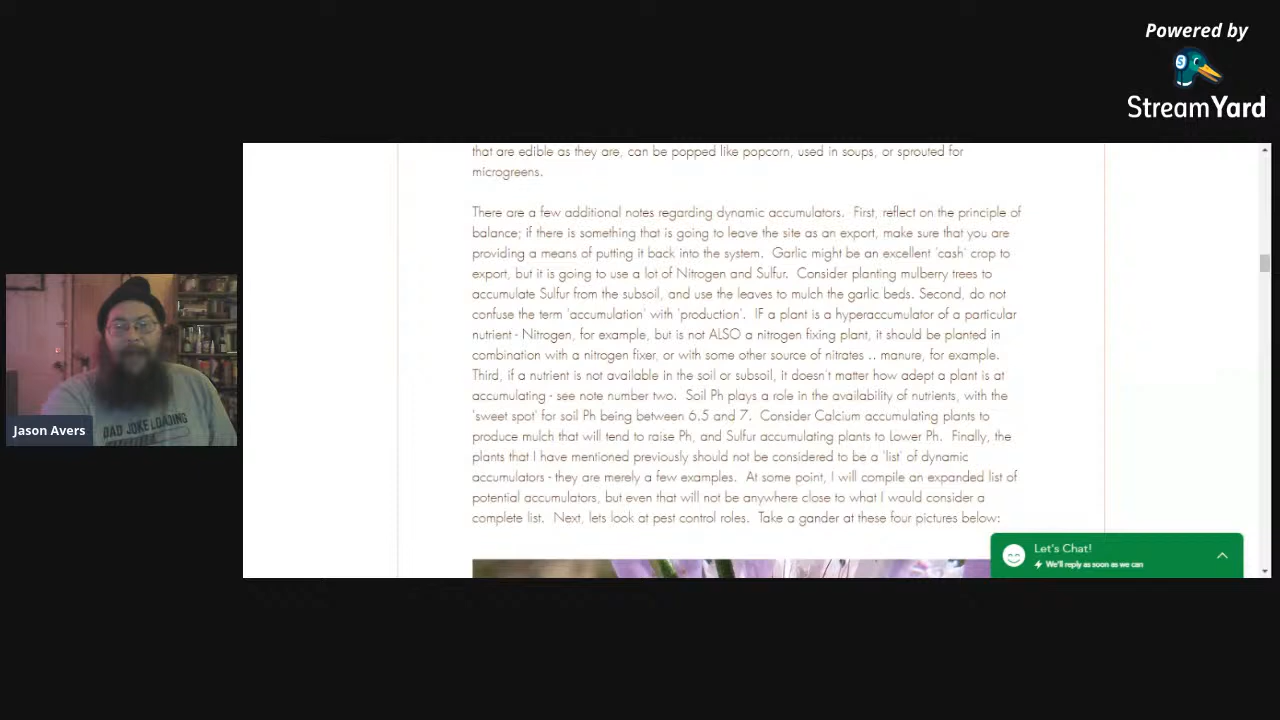 Powered by
StreamYard
that are edible as they are, can be popped like popcorn, used in soups, or sprouted for
microgreens.
There are a few additional notes regarding dynamic accumulators.  First, reflect on the principle of
balance; if there is something that is going to leave the site as an export, make sure that you are
providing a means of putting it back into the system.  Garlic might be an excellent 'cash' crop to
export, but it is going to use a lot of Nitrogen and Sulfur.  Consider planting mulberry trees to
accumulate Sulfur from the subsoil, and use the leaves to mulch the garlic beds. Second, do not
confuse the term 'accumulation' with 'production'.  IF a plant is a hyperaccumulator of a particular
nutrient - Nitrogen, for example, but is not ALSO a nitrogen fixing plant, it should be planted in
combination with a nitrogen fixer, or with some other source of nitrates .. manure, for example.
Third, if a nutrient is not available in the soil or subsoil, it doesn't matter how adept a plant is at
accumulating - see note number two.  Soil Ph plays a role in the availability of nutrients, with the
'sweet spot' for soil Ph being between 6.5 and 7.  Consider Calcium accumulating plants to
produce mulch that will tend to raise Ph, and Sulfur accumulating plants to Lower Ph.  Finally, the
plants that I have mentioned previously should not be considered to be a 'list' of dynamic
accumulators - they are merely a few examples.  At some point, I will compile an expanded list of
potential accumulators, but even that will not be anywhere close to what I would consider a
complete list.  Next, lets look at pest control roles.  Take a gander at these four pictures below:
Let's Chat!
We'll reply as soon as we can
DAD JOKE LOADING
Jason Avers